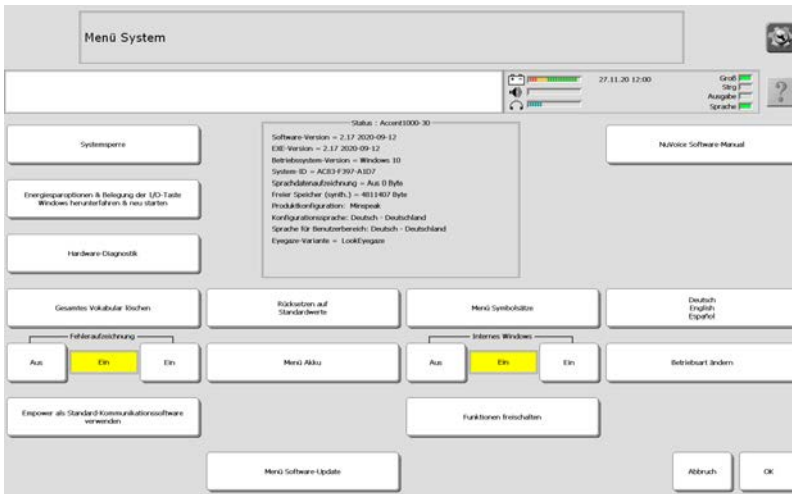 Menü System
27.11.20 12:00
Groß
Strg
Ausgabe
Sprache
?
Systemsperre
Status : Accent1000-30
Software-Version = 2.17 2020-09-12
EXE-Version = 2.17 2020-09-12
Betriebssystem-Version = Windows 10
System-ID = AC83-F397-A1D7
Sprachdatenaufzeichnung = Aus 0 Byte
Freier Speicher (synth.) = 4811407 Byte
Produktkonfiguration: Minspeak
Konfigurationssprache: Deutsch - Deutschland
Sprache für Benutzerbereich: Deutsch - Deutschland
Eyegaze-Variante = LookEyegaze
NuVoice Software-Manual
Energiesparoptionen & Belegung der I/O-Taste
Windows herunterfahren & neu starten
Hardware-Diagnostik
Gesamtes Vokabular löschen
Rücksetzen auf
Standardwerte
Menü Symbolsätze
Deutsch
English
Español
Fehleraufzeichnung
Aus Ein Ein
Menü Akku
Internes Windows
Aus Ein Ein
Betriebsart ändern
Empower als Standard-Kommunikationssoftware
verwenden
Funktionen freischalten
Menü Software-Update
Abbruch
OK